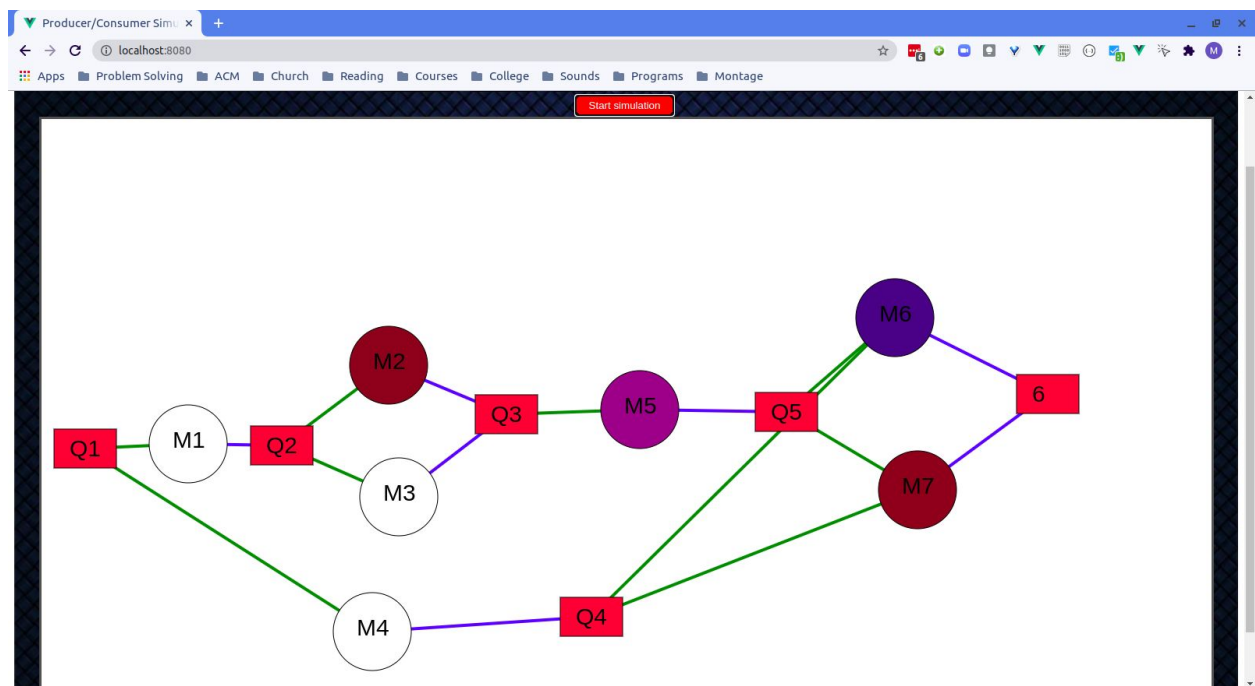 Producer/Consumer Simu
localhost:8080
6
Apps Problem Solving ACM Church Reading Courses College Sounds Programs Montage
M
Start simulation
M6
M2
6
Q3
M5
Q5
Q1
M1
Q2
M3
M7
M4
Q4